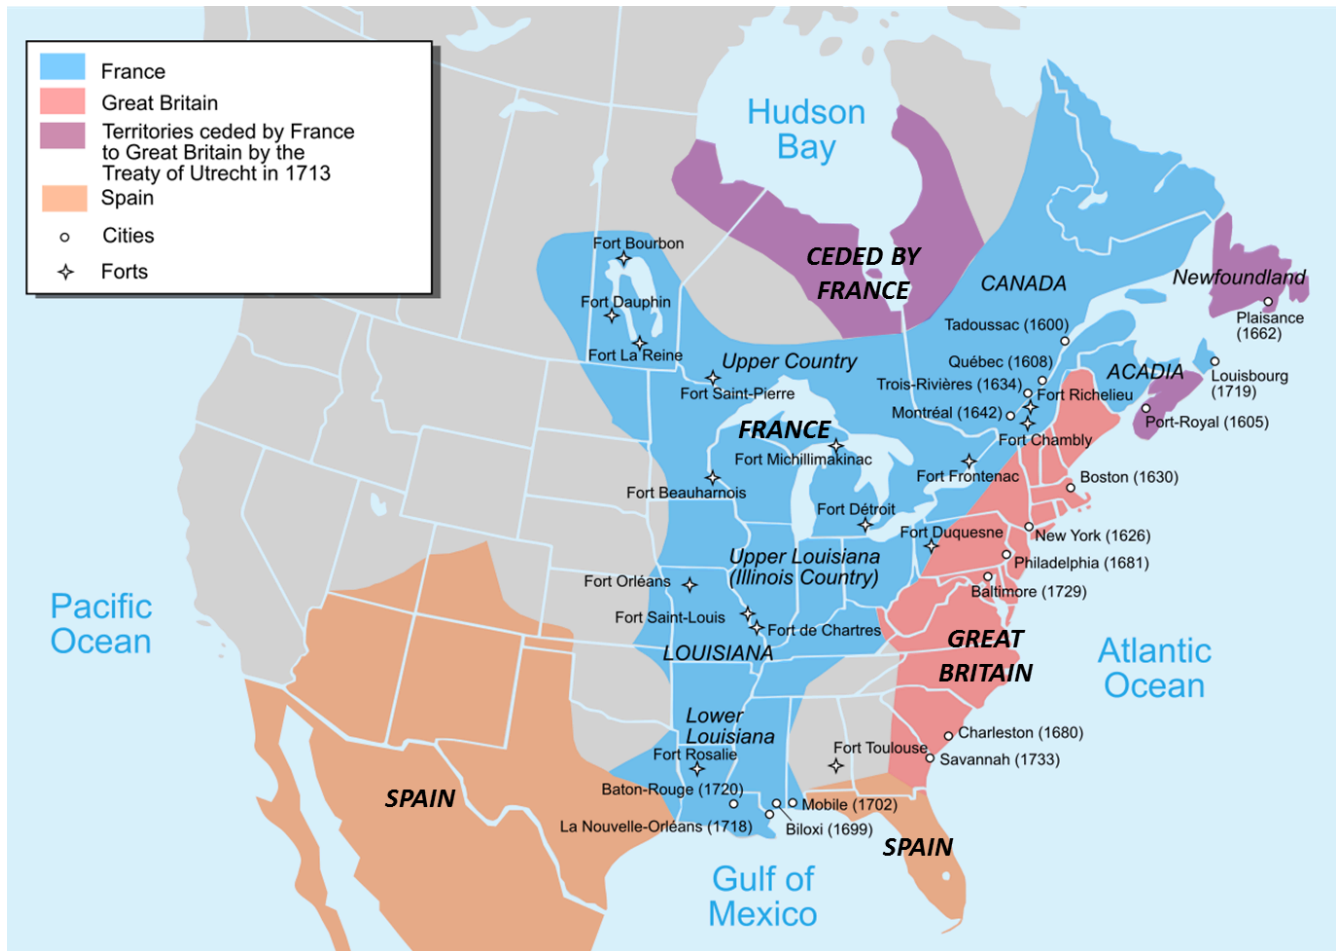 France
Great Britain
Territories ceded by France
to Great Britain by the
Treaty of Utrecht in 1713
Spain
Cities
Forts
Hudson
Bay
CEDED BY
FRANCE
CANADA
Newfoundland
Plaisance
(1662)
Fort Bourbon
Fort Dauphin
Fort La Reine
Tadoussac (1600)
Upper Country
Québec (1608)
ACADIA
Louisbourg
(1719)
Fort Saint-Pierre
Trois-Rivières (1634)
Fort Richelieu
Montréal (1642)
Port-Royal (1605)
FRANCE
Fort Chambly
Fort Michillimakinac
Fort Frontenac
Boston (1630)
Fort Beauharnois
Fort Détroit
Fort Duquesne
New York (1626)
Upper Louisiana
(Illinois Country)
Philadelphia (1681)
Fort Orléans
Baltimore (1729)
Pacific
Ocean
Fort Saint-Louis
Fort de Chartres
GREAT
BRITAIN
LOUISIANA
Atlantic
Ocean
Lower
Louisiana
Charleston (1680)
Fort Toulouse
Fort Rosalie
Savannah (1733)
Baton-Rouge (1720)
SPAIN
Mobile (1702)
La Nouvelle-Orléans (1718)
Biloxi (1699)
SPAIN
Gulf of
Mexico